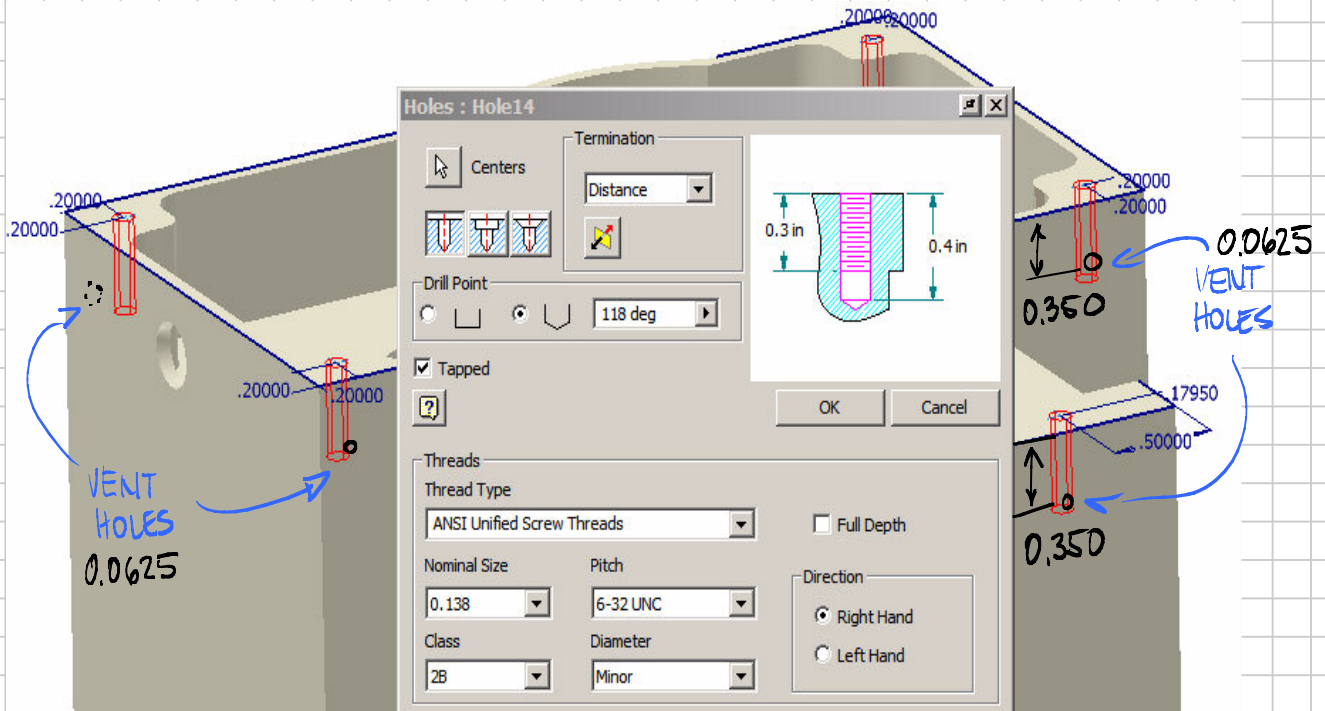 .20000 .20000
Holes : Hole14
Centers
Termination
Distance
0.3 in
0.4 in
Drill Point
118 deg
Tapped
OK
Cancel
Threads
Thread Type
ANSI Unified Screw Threads
Full Depth
Nominal Size
Pitch
0.138
6-32 UNC
Class
Diameter
2B
Minor
Direction
Right Hand
Left Hand
.20000
.20000
.20000
.20000
VENT
HOLES
0.0625
.20000
.20000
0.0625
VENT
HOLES
0.350
.17950
.50000
0.350